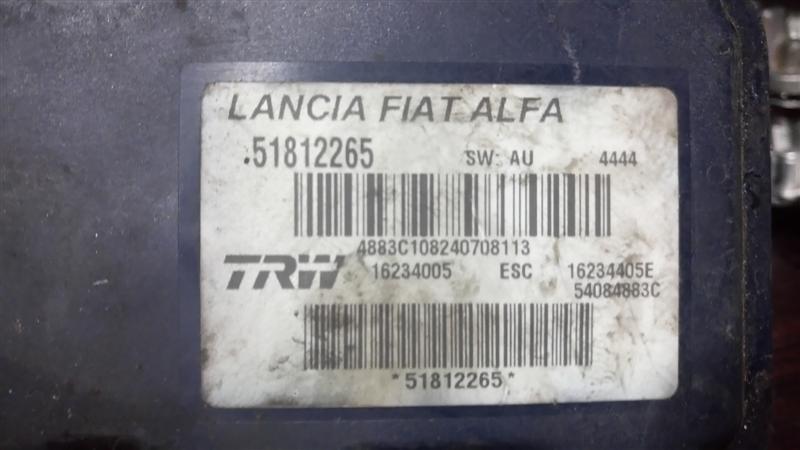 LANCIA FIAT ALFA
.51812265 SW: AU 4444
4883C108240708113
TRW 16234005 ESC 16234405E
54084883C
*51812265*